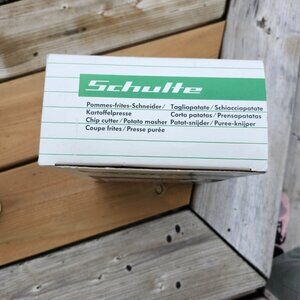 Schulte
Pommes-frites-Schneider/
Kartoffelpresse
Chip cutter/Potato masher
Coupe frites/Presse purée
Tagliapatate/Schiacciapatate
Corto patatas/Prensapatatas
Patat-snijder/Puree-knijper